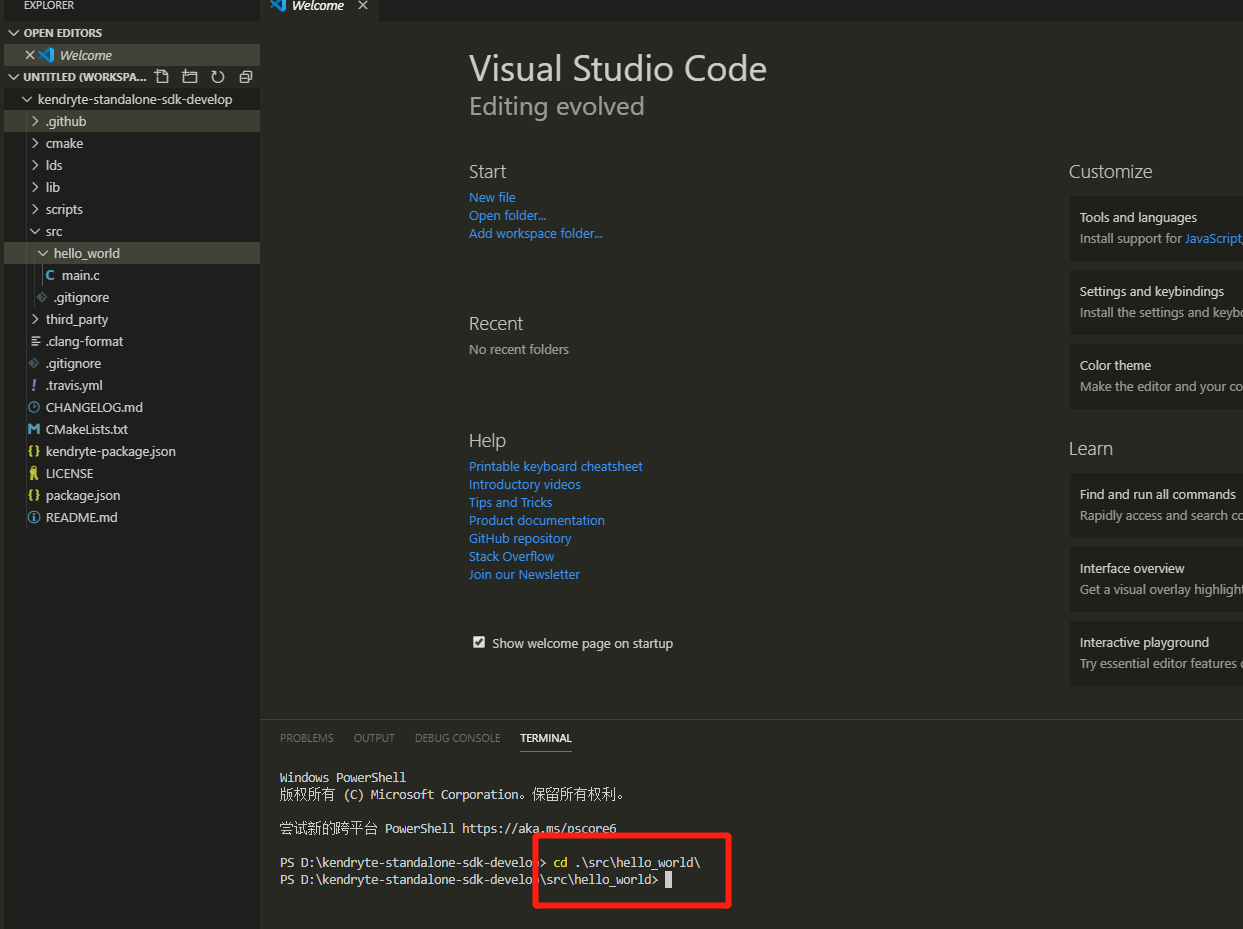 EXPLORER
OPEN EDITORS
Welcome
UNTITLED (WORKSPA...
kendryte-standalone-sdk-develop
.github
cmake
lds
lib
scripts
src
hello_world
C main.c
.gitignore
third_party
.clang-format
.gitignore
! .travis.yml
CHANGELOG.md
M CMakeLists.txt
{} kendryte-package.json
LICENSE
{} package.json
README.md
Welcome
Visual Studio Code
Editing evolved
Start
New file
Open folder...
Add workspace folder...
Recent
No recent folders
Help
Printable keyboard cheatsheet
Introductory videos
Tips and Tricks
Product documentation
GitHub repository
Stack Overflow
Join our Newsletter
Show welcome page on startup
Customize
Tools and languages
Install support for JavaScript,
Settings and keybindings
Install the settings and keybo
Color theme
Make the editor and your co
Learn
Find and run all commands
Rapidly access and search co
Interface overview
Get a visual overlay highlight
Interactive playground
Try essential editor features o
PROBLEMS OUTPUT DEBUG CONSOLE TERMINAL
Windows PowerShell
版权所有 (C) Microsoft Corporation。保留所有权利。
尝试新的跨平台 PowerShell https://aka.ms/pscore6
PS D:\kendryte-standalone-sdk-develop> cd .\src\hello_world\
PS D:\kendryte-standalone-sdk-develop\src\hello_world>